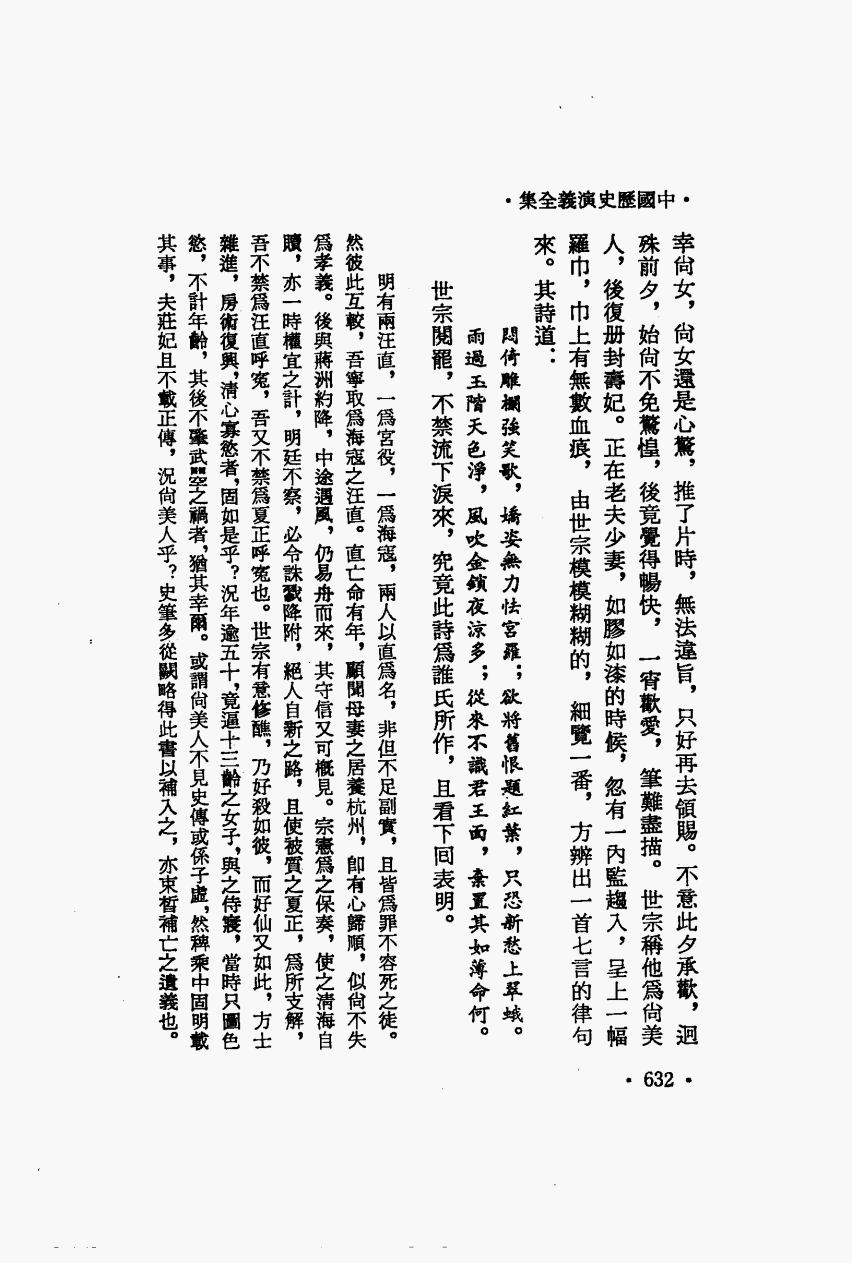 ·中國歷史演義全集·
幸尙女，尙女還是心驚，推了片時，無法違旨，只好再去領賜。不意此夕承歡，迥
殊前夕，始尙不免驚惶，後竟覺得暢快，一宵歡愛，筆難盡描。世宗稱他爲尙美
人，後復册封壽妃。正在老夫少妻，如膠如漆的時候，忽有一內監趨入，呈上一幅
羅巾，巾上有無數血痕，由世宗模模糊糊的，細覽一番，方辨出一首七言的律句
來。其詩道：
悶倚雕欄強笑歌，嬌姿無力怯宮羅；欲將舊恨題紅葉，只恐新愁上翠蛾。
雨過玉階天色淨，風吹金鎖夜涼多；從來不識君王面，棄置其如薄命何。
世宗閱罷，不禁流下淚來，究竟此詩爲誰氏所作，且看下回表明。
明有兩汪直，一爲宮役，一爲海寇，兩人以直爲名，非但不足副實，且皆爲罪不容死之徒。
然彼此互較，吾寧取爲海寇之汪直。直亡命有年，顧聞母妻之居養杭州，卽有心歸順，似尙不失
爲孝義。後與蔣洲約降，中途遇風，仍易舟而來，其守信又可概見。宗憲爲之保奏，使之清海自
贖，亦一時權宜之計，明廷不察，必令誅戮降附，絕人自新之路，且使被質之夏正，爲所支解，
吾不禁爲汪直呼寃，吾又不禁爲夏正呼寃也。世宗有意修醮，乃好殺如彼，而好仙又如此，方士
雜進，房術復興，淸心寡慾者，固如是乎？況年逾五十，竟逼十三齡之女子，與之侍寢，當時只圖色
慾，不計年齡，其後不肇武曌之禍者，猶其幸爾。或謂尙美人不見史傳或係子虛，然稗乘中固明載
其事，夫莊妃且不載正傳，況尙美人乎？史筆多從闕略得此書以補入之，亦束晳補亡之遺義也。
·632·